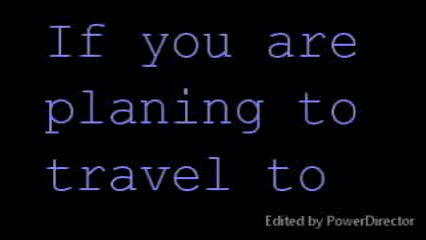 If you are
planing to
travel to
Edited by PowerDirector